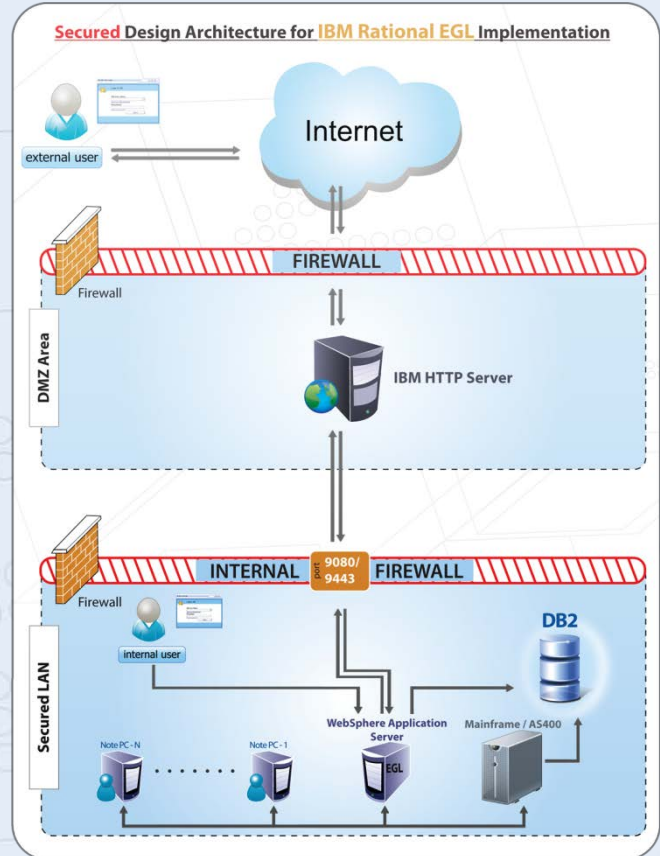 Secured Design Architecture for IBM Rational EGL Implementation
Internet
external user
FIREWALL
Firewall
DMZ Area
IBM HTTP Server
INTERNAL port 9080/ FIREWALL
9443
Firewall
internal user
Secured LAN
DB2
WebSphere Application
Server
Mainframe / AS400
Note PC - N
Note PC - 1
EGL